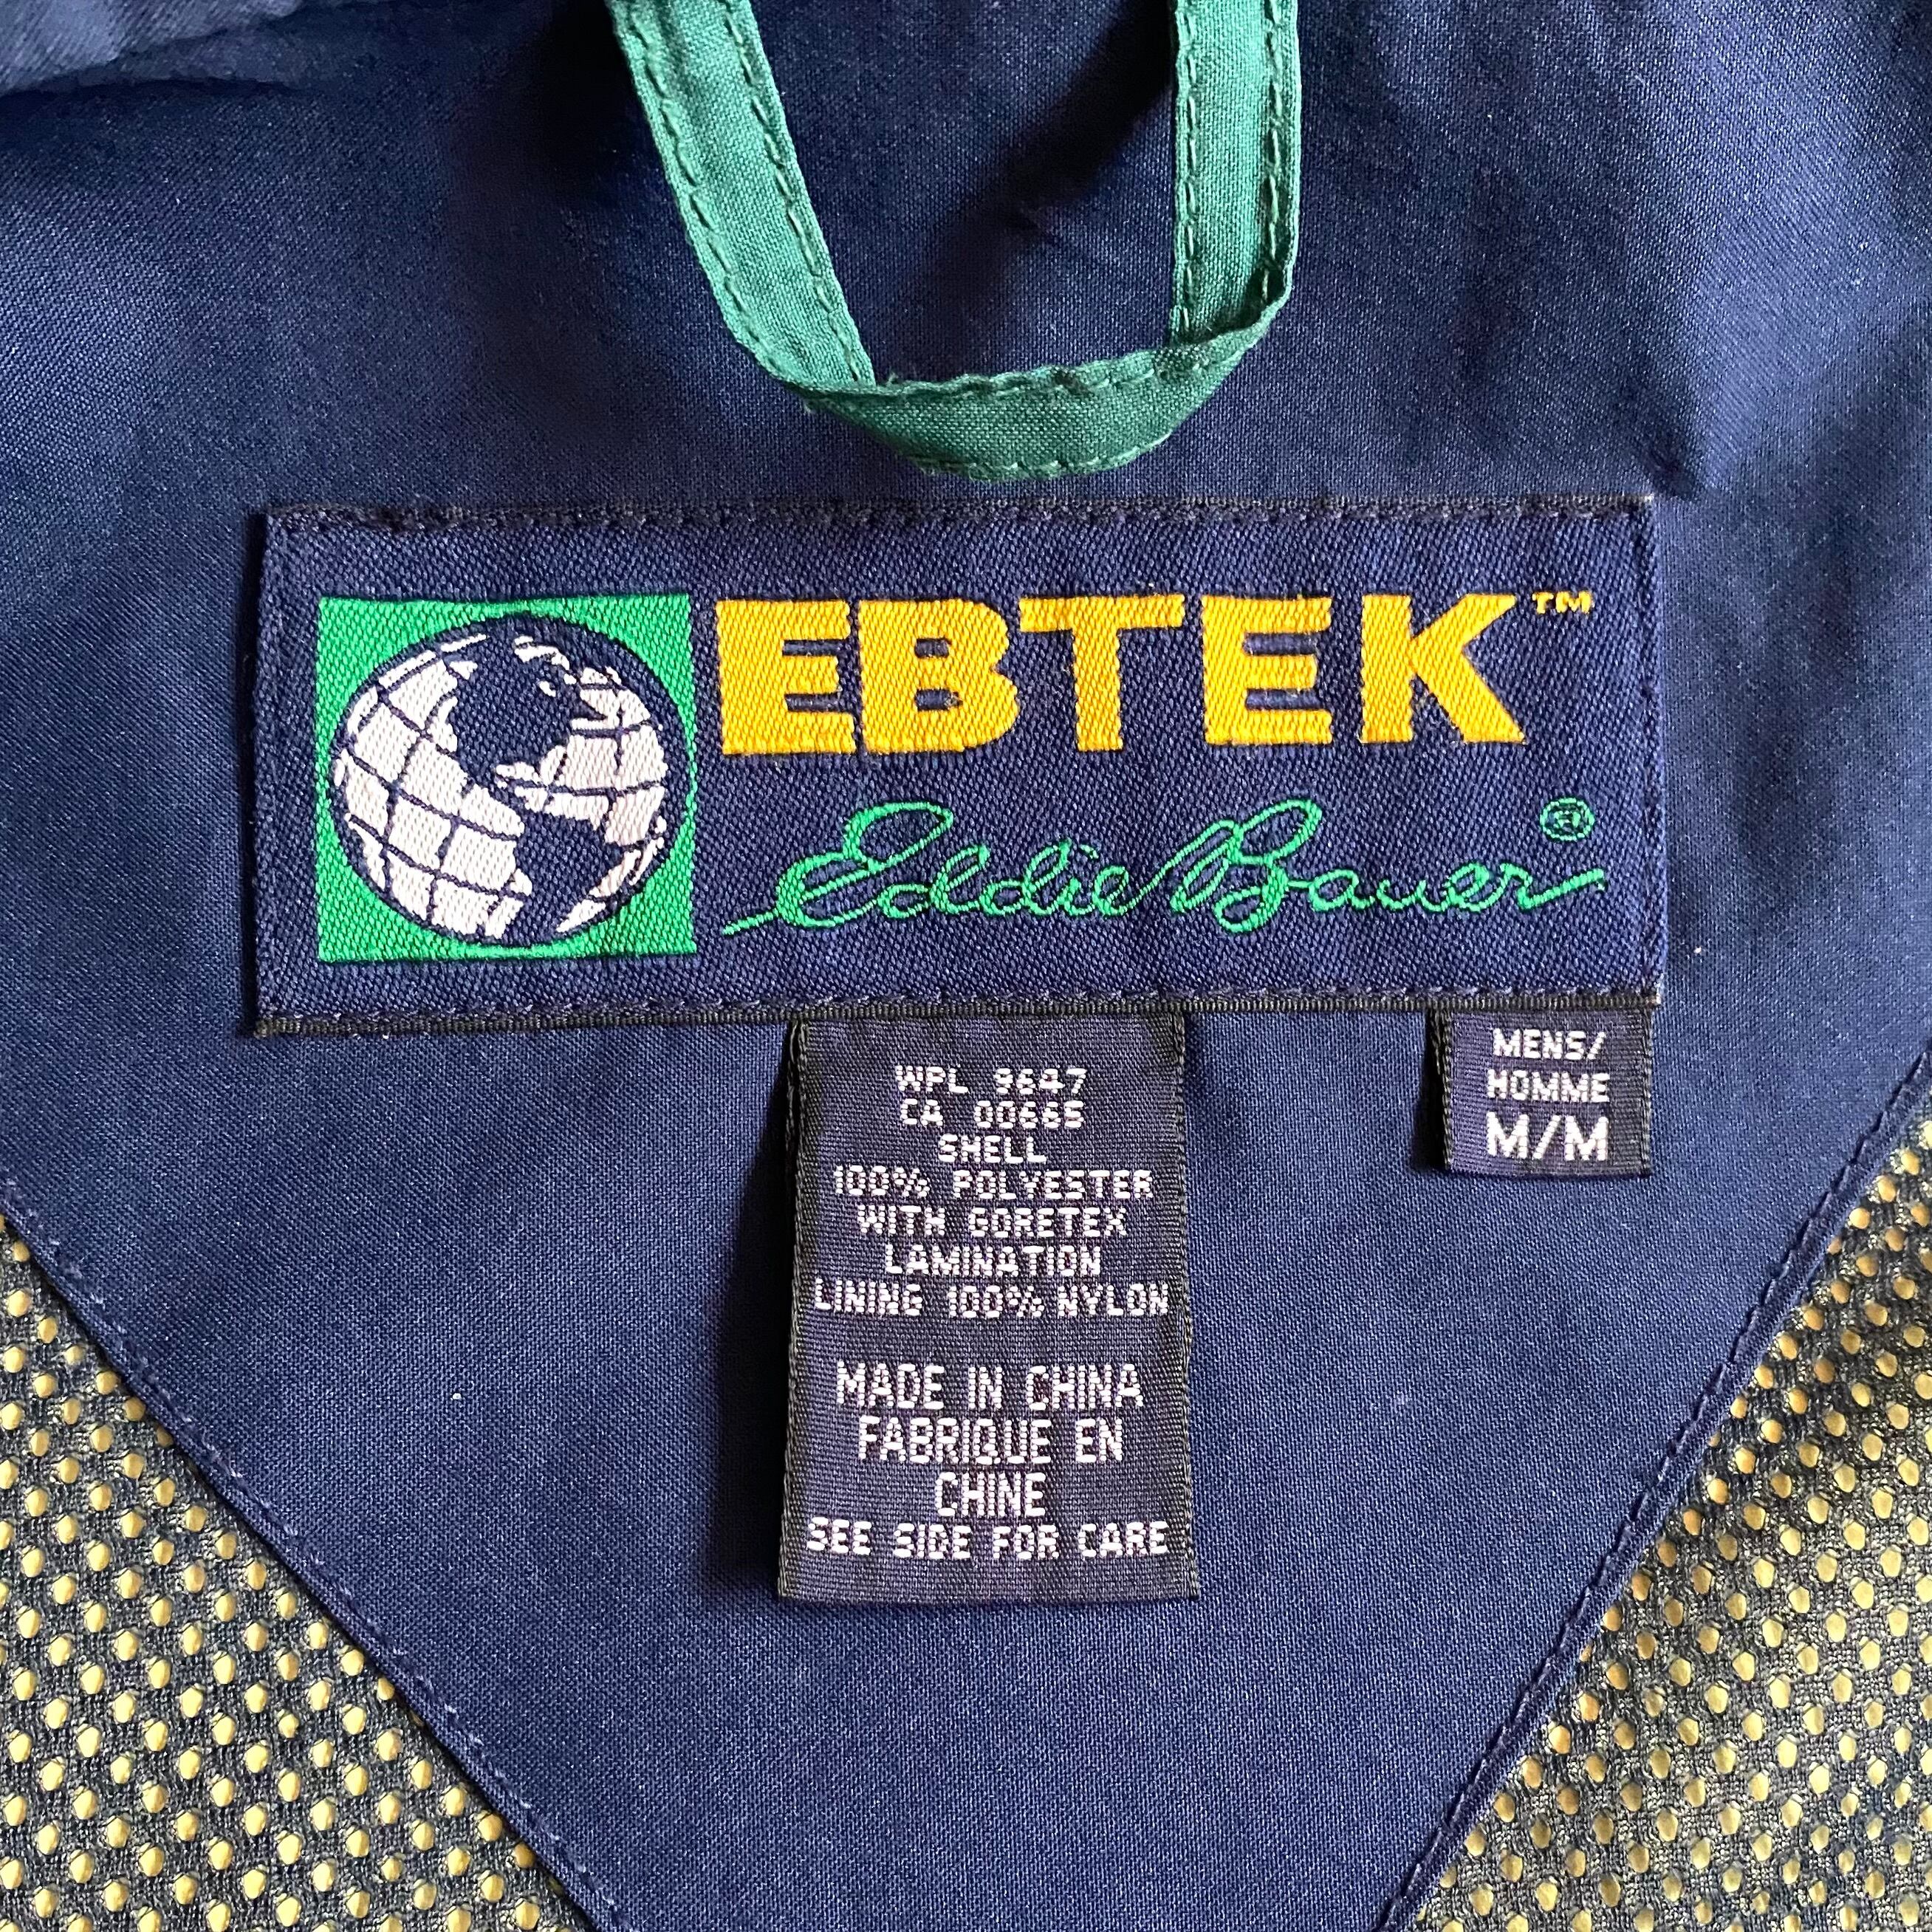 EBTEK™
Eddie Bauer®
WPL 9647
CA 00665
SHELL
100% POLYESTER
WITH GORETEX
LAMINATION
LINING 100% NYLON
MADE IN CHINA
FABRIQUE EN
CHINE
SEE SIDE FOR CARE
MENS/
HOMME
M/M